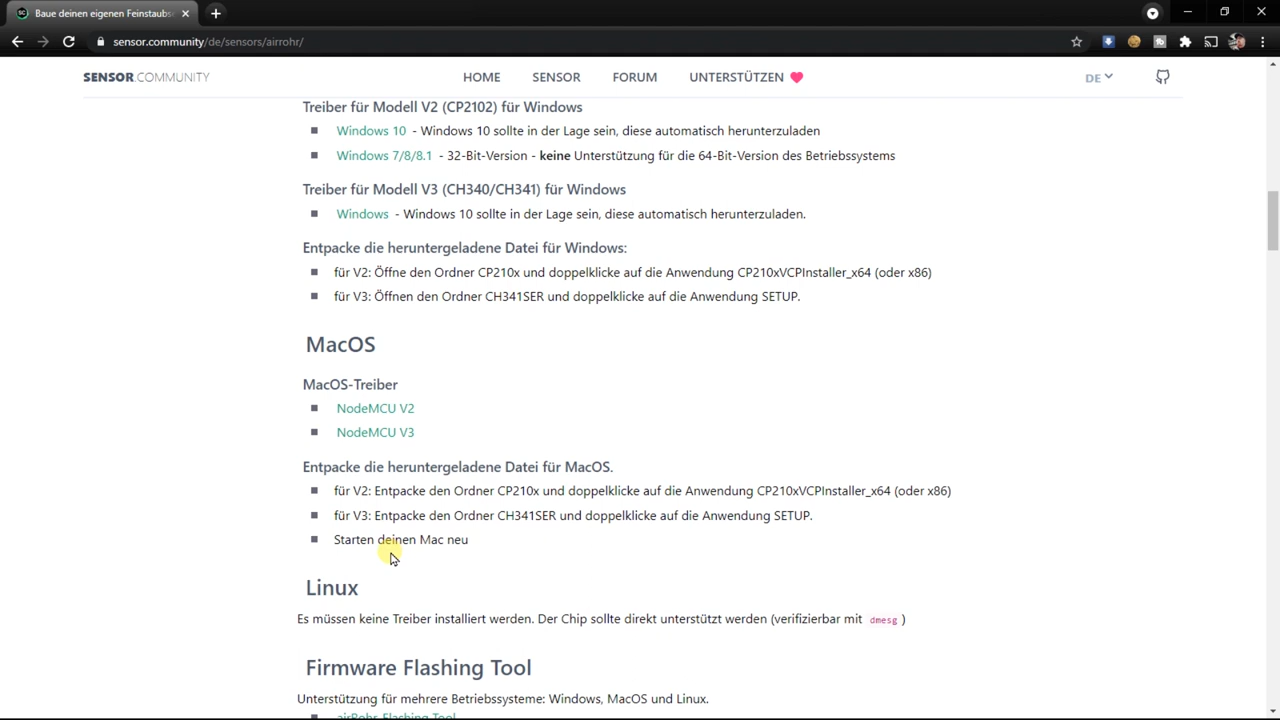 Baue deinen eigenen Feinstaubs
sensor.community/de/sensors/airrohr/
SENSOR.COMMUNITY
HOME
SENSOR
FORUM
UNTERSTÜTZEN
DE
Treiber für Modell V2 (CP2102) für Windows
Windows 10 - Windows 10 sollte in der Lage sein, diese automatisch herunterzuladen
Windows 7/8/8.1 - 32-Bit-Version - keine Unterstützung für die 64-Bit-Version des Betriebssystems
Treiber für Modell V3 (CH340/CH341) für Windows
Windows - Windows 10 sollte in der Lage sein, diese automatisch herunterzuladen.
Entpacke die heruntergeladene Datei für Windows:
für V2: Öffne den Ordner CP210x und doppelklicke auf die Anwendung CP210xVCPInstaller_x64 (oder x86)
für V3: Öffnen den Ordner CH341SER und doppelklicke auf die Anwendung SETUP.
MacOS
MacOS-Treiber
NodeMCU V2
NodeMCU V3
Entpacke die heruntergeladene Datei für MacOS.
für V2: Entpacke den Ordner CP210x und doppelklicke auf die Anwendung CP210xVCPInstaller_x64 (oder x86)
für V3: Entpacke den Ordner CH341SER und doppelklicke auf die Anwendung SETUP.
Starten deinen Mac neu
Linux
Es müssen keine Treiber installiert werden. Der Chip sollte direkt unterstützt werden (verifizierbar mit dmesg )
Firmware Flashing Tool
Unterstützung für mehrere Betriebssysteme: Windows, MacOS und Linux.
airRohr Flashing Tool